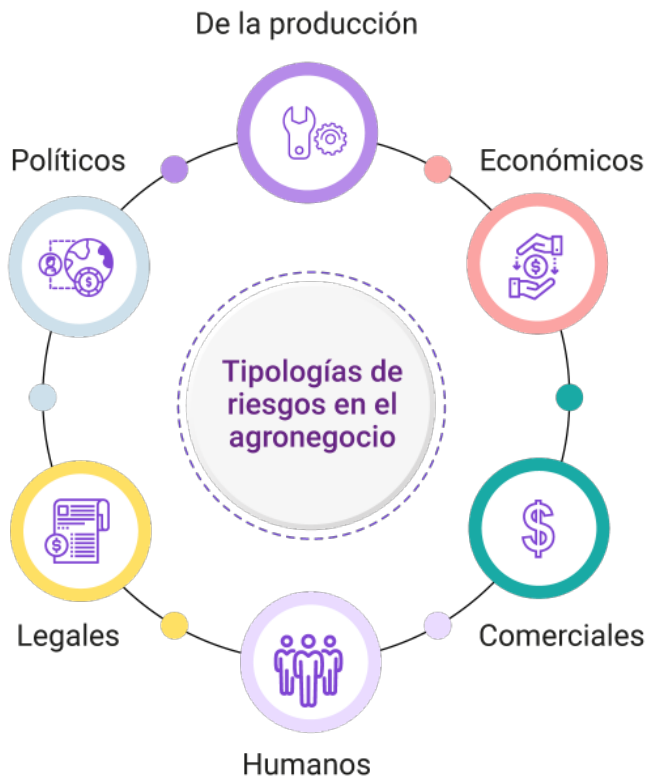 De la producción
Políticos
Económicos
Tipologías de
riesgos en el
agronegocio
Legales
Comerciales
Humanos